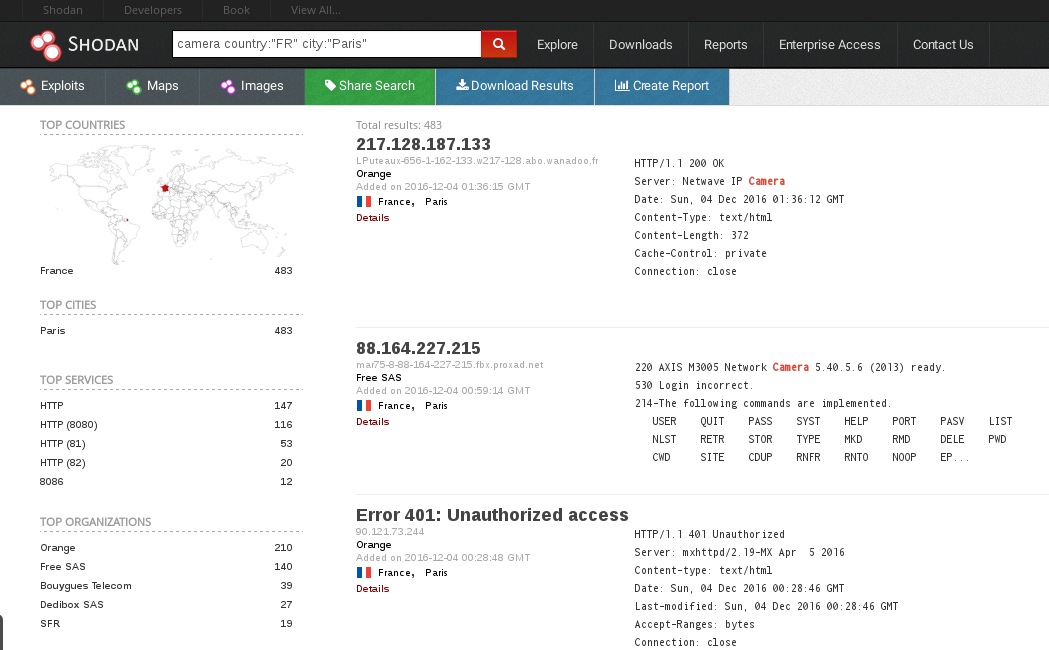 Shodan Developers Book View All...
SHODAN camera country:"FR" city:"Paris" Explore Downloads Reports Enterprise Access Contact Us
Exploits Maps Images Share Search Download Results Create Report
TOP COUNTRIES
France 483
TOP CITIES
Paris 483
TOP SERVICES
HTTP 147
HTTP (8080) 116
HTTP (81) 53
HTTP (82) 20
8086 12
TOP ORGANIZATIONS
Orange 210
Free SAS 140
Bouygues Telecom 39
Dedibox SAS 27
SFR 19
Total results: 483
217.128.187.133
LPuteaux-656-1-162-133.w217-128.abo.wanadoo.fr
Orange
Added on 2016-12-04 01:36:15 GMT
France, Paris
Details
HTTP/1.1 200 OK
Server: Netwave IP Camera
Date: Sun, 04 Dec 2016 01:36:12 GMT
Content-Type: text/html
Content-Length: 372
Cache-Control: private
Connection: close
88.164.227.215
mar75-8-88-164-227-215.fbx.proxad.net
Free SAS
Added on 2016-12-04 00:59:14 GMT
France, Paris
Details
220 AXIS M3005 Network Camera 5.40.5.6 (2013) ready.
530 Login incorrect.
214-The following commands are implemented.
USER QUIT PASS SYST HELP PORT PASV LIST
NLST RETR STOR TYPE MKD RMD DELE PWD
CWD SITE CDUP RNFR RNTO NOOP EP...
Error 401: Unauthorized access
90.121.73.244
Orange
Added on 2016-12-04 00:28:48 GMT
France, Paris
Details
HTTP/1.1 401 Unauthorized
Server: mxhttpd/2.19-MX Apr  5 2016
Content-type: text/html
Date: Sun, 04 Dec 2016 00:28:46 GMT
Last-modified: Sun, 04 Dec 2016 00:28:46 GMT
Accept-Ranges: bytes
Connection: close